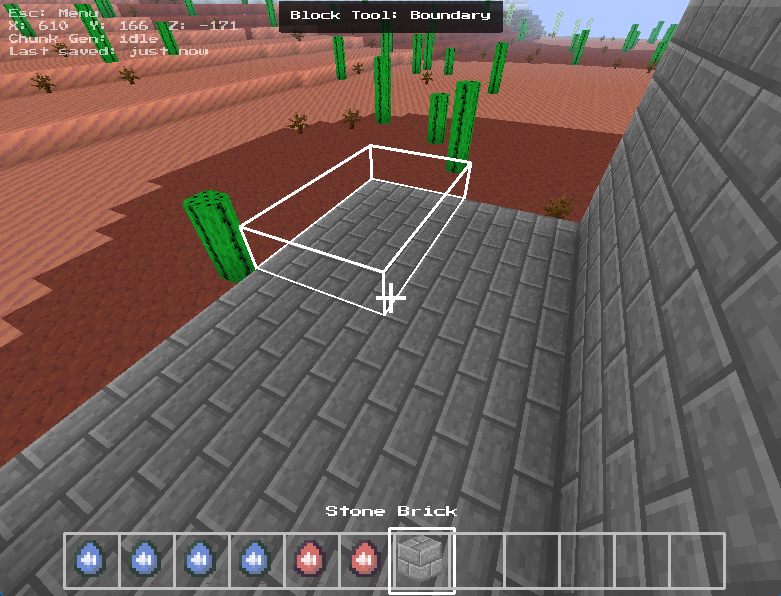 Esc: Menu
X: 610 Y: 166 Z: -171
Chunk Gen: idle
Last saved: just now
Block Tool: Boundary
Stone Brick